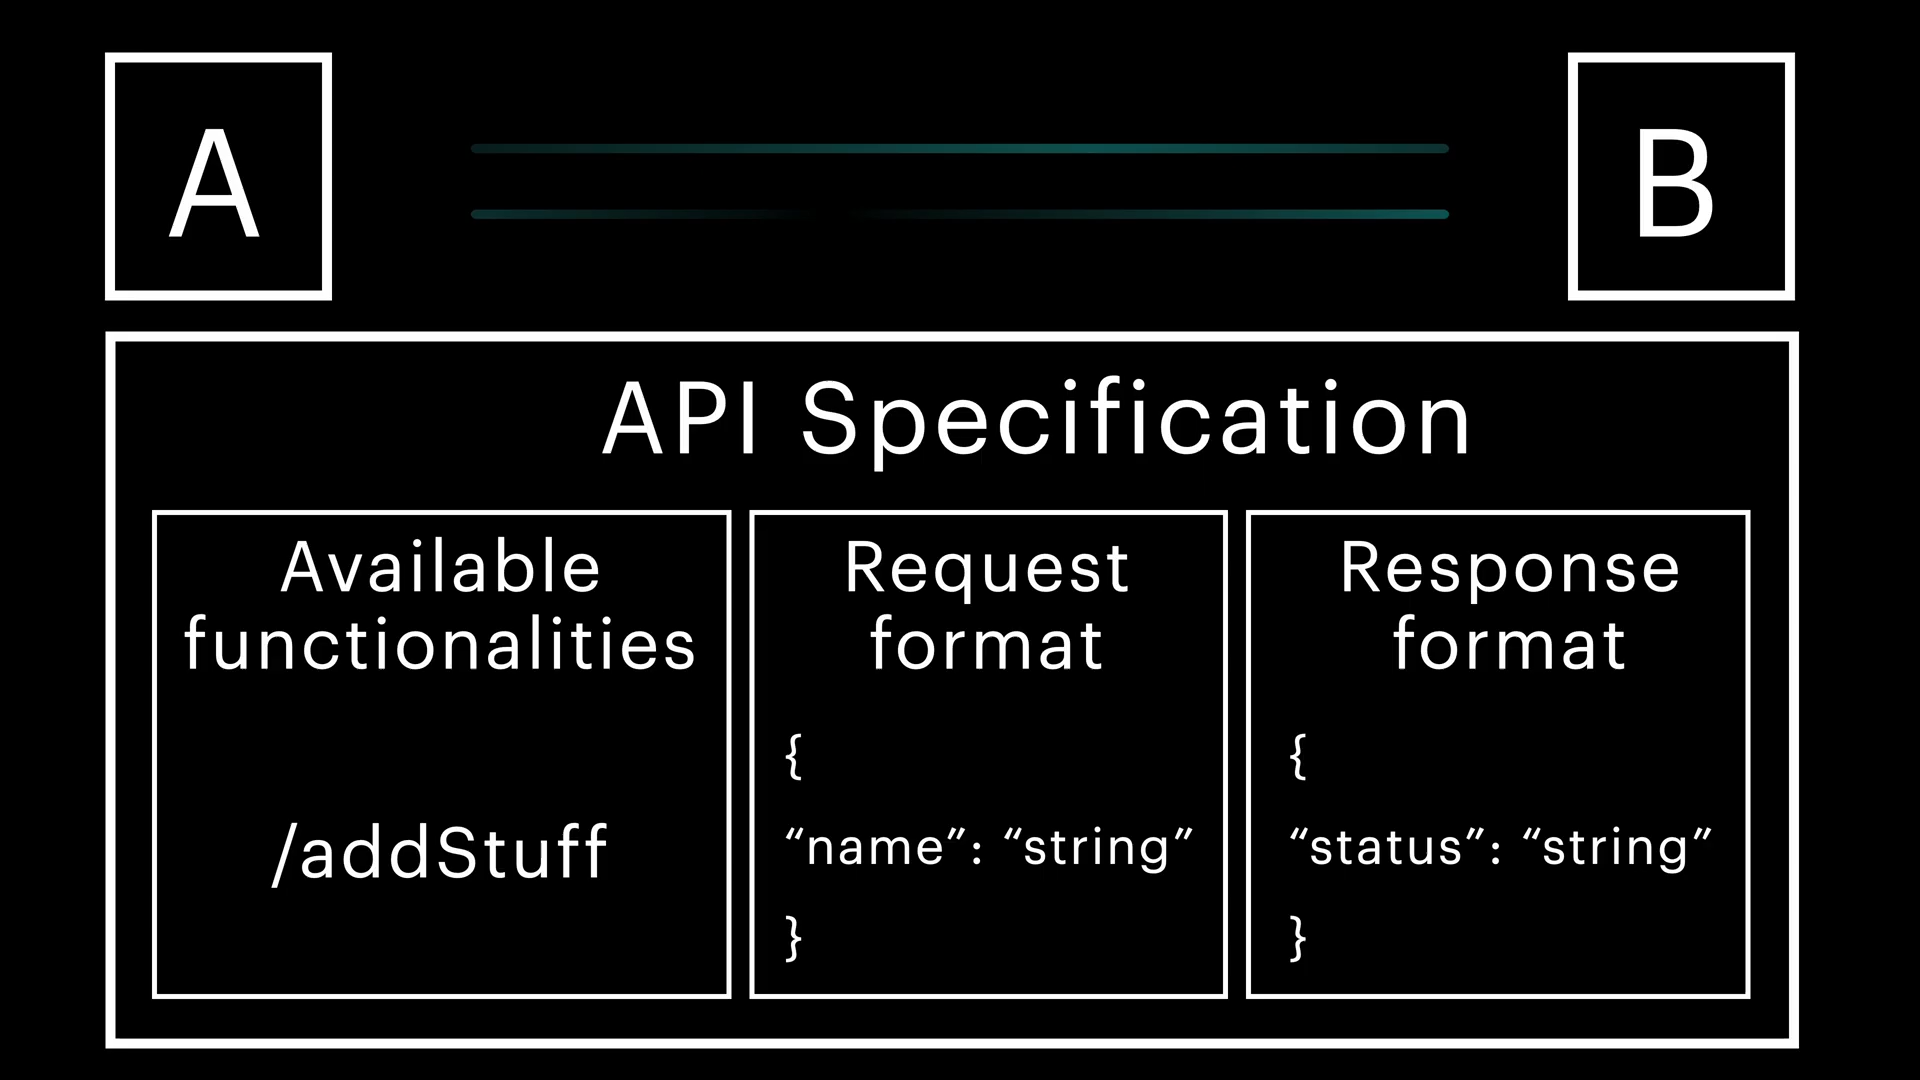 A
B
API Specification
Available
functionalities
/addStuff
Request
format
{
“name”: “string”
}
Response
format
{
“status”: “string”
}